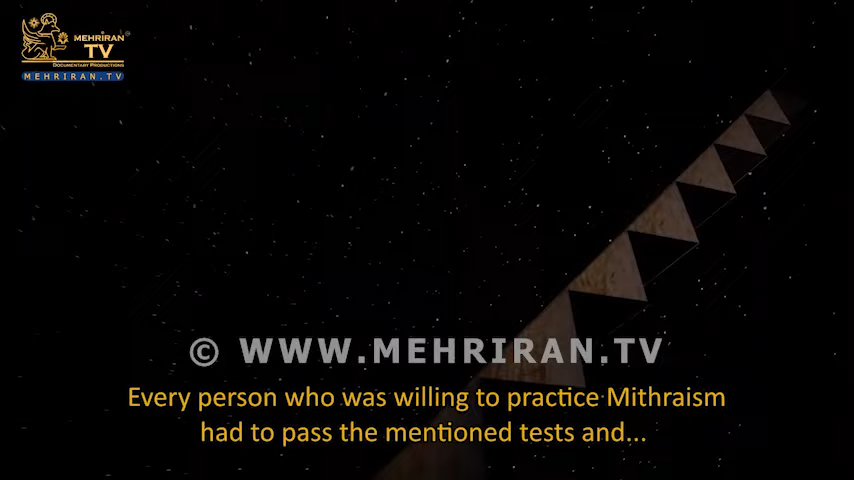 MEHRIRAN
TV
DOCUMENTARY PRODUCTIONS
MEHRIRAN.TV
© WWW.MEHRIRAN.TV
Every person who was willing to practice Mithraism
had to pass the mentioned tests and...